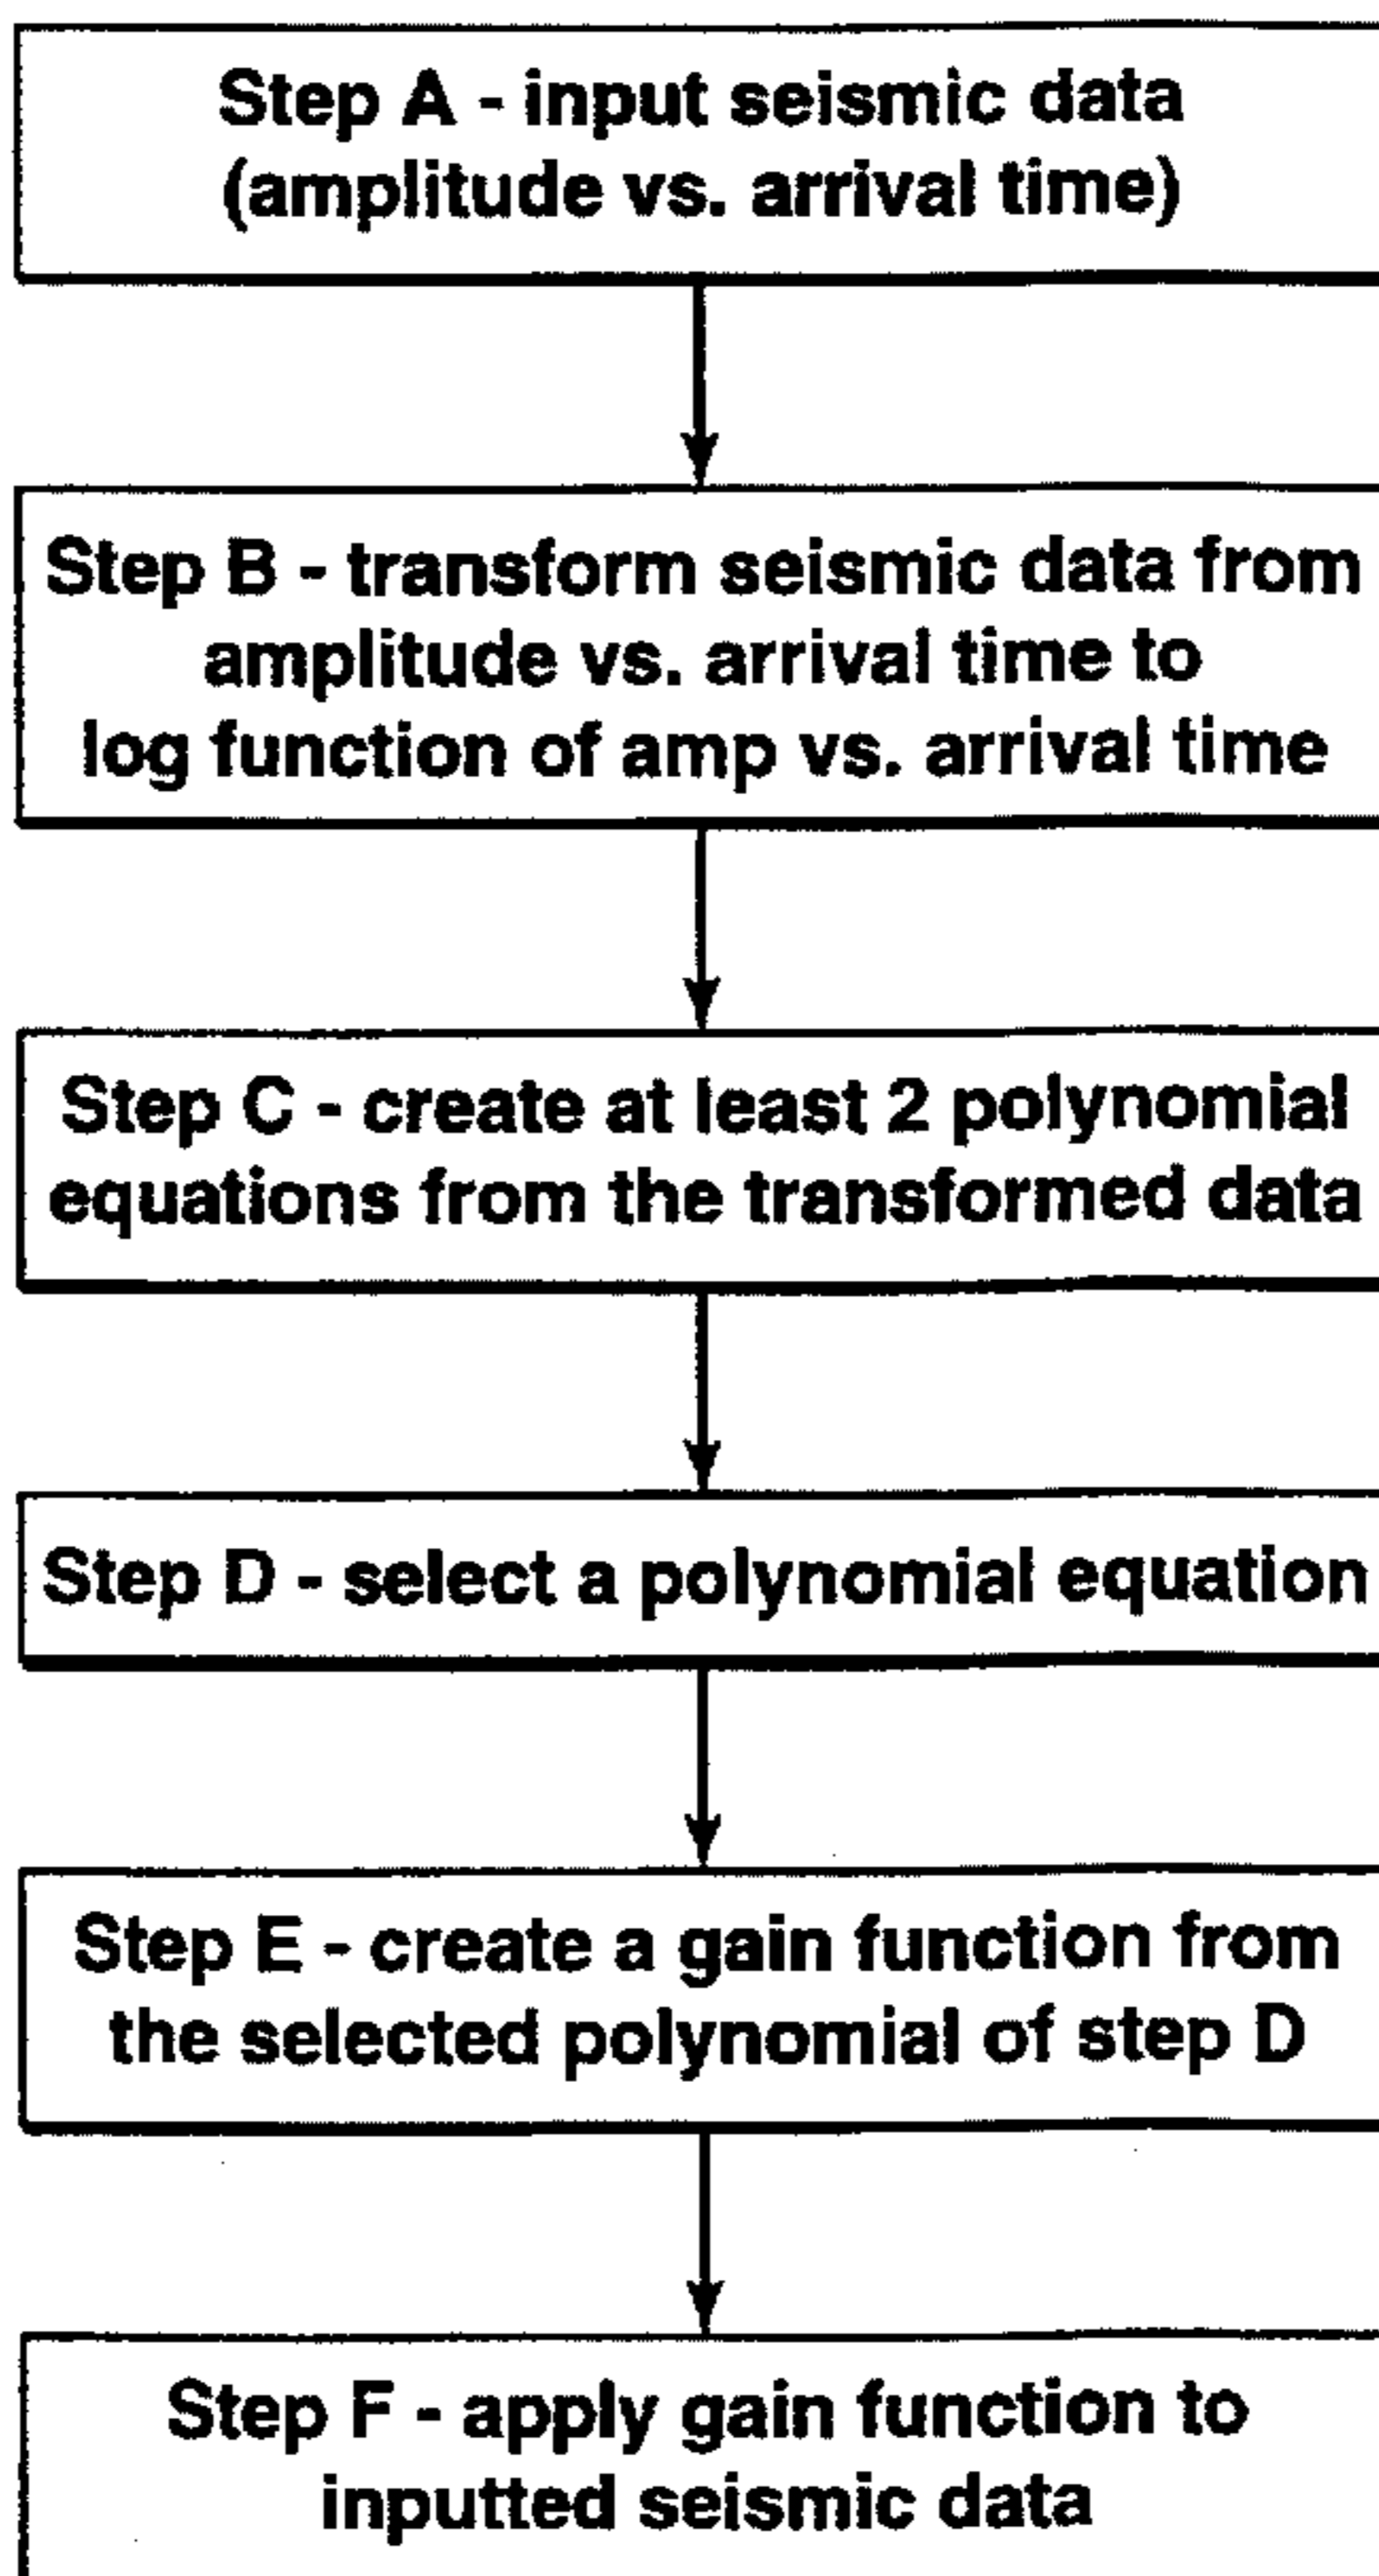 Step A - input seismic data
(amplitude vs. arrival time)
Step B - transform seismic data from
amplitude vs. arrival time to
log function of amp vs. arrival time
Step C - create at least 2 polynomial
equations from the transformed data
Step D - select a polynomial equation
Step E - create a gain function from
the selected polynomial of step D
Step F - apply gain function to
inputted seismic data